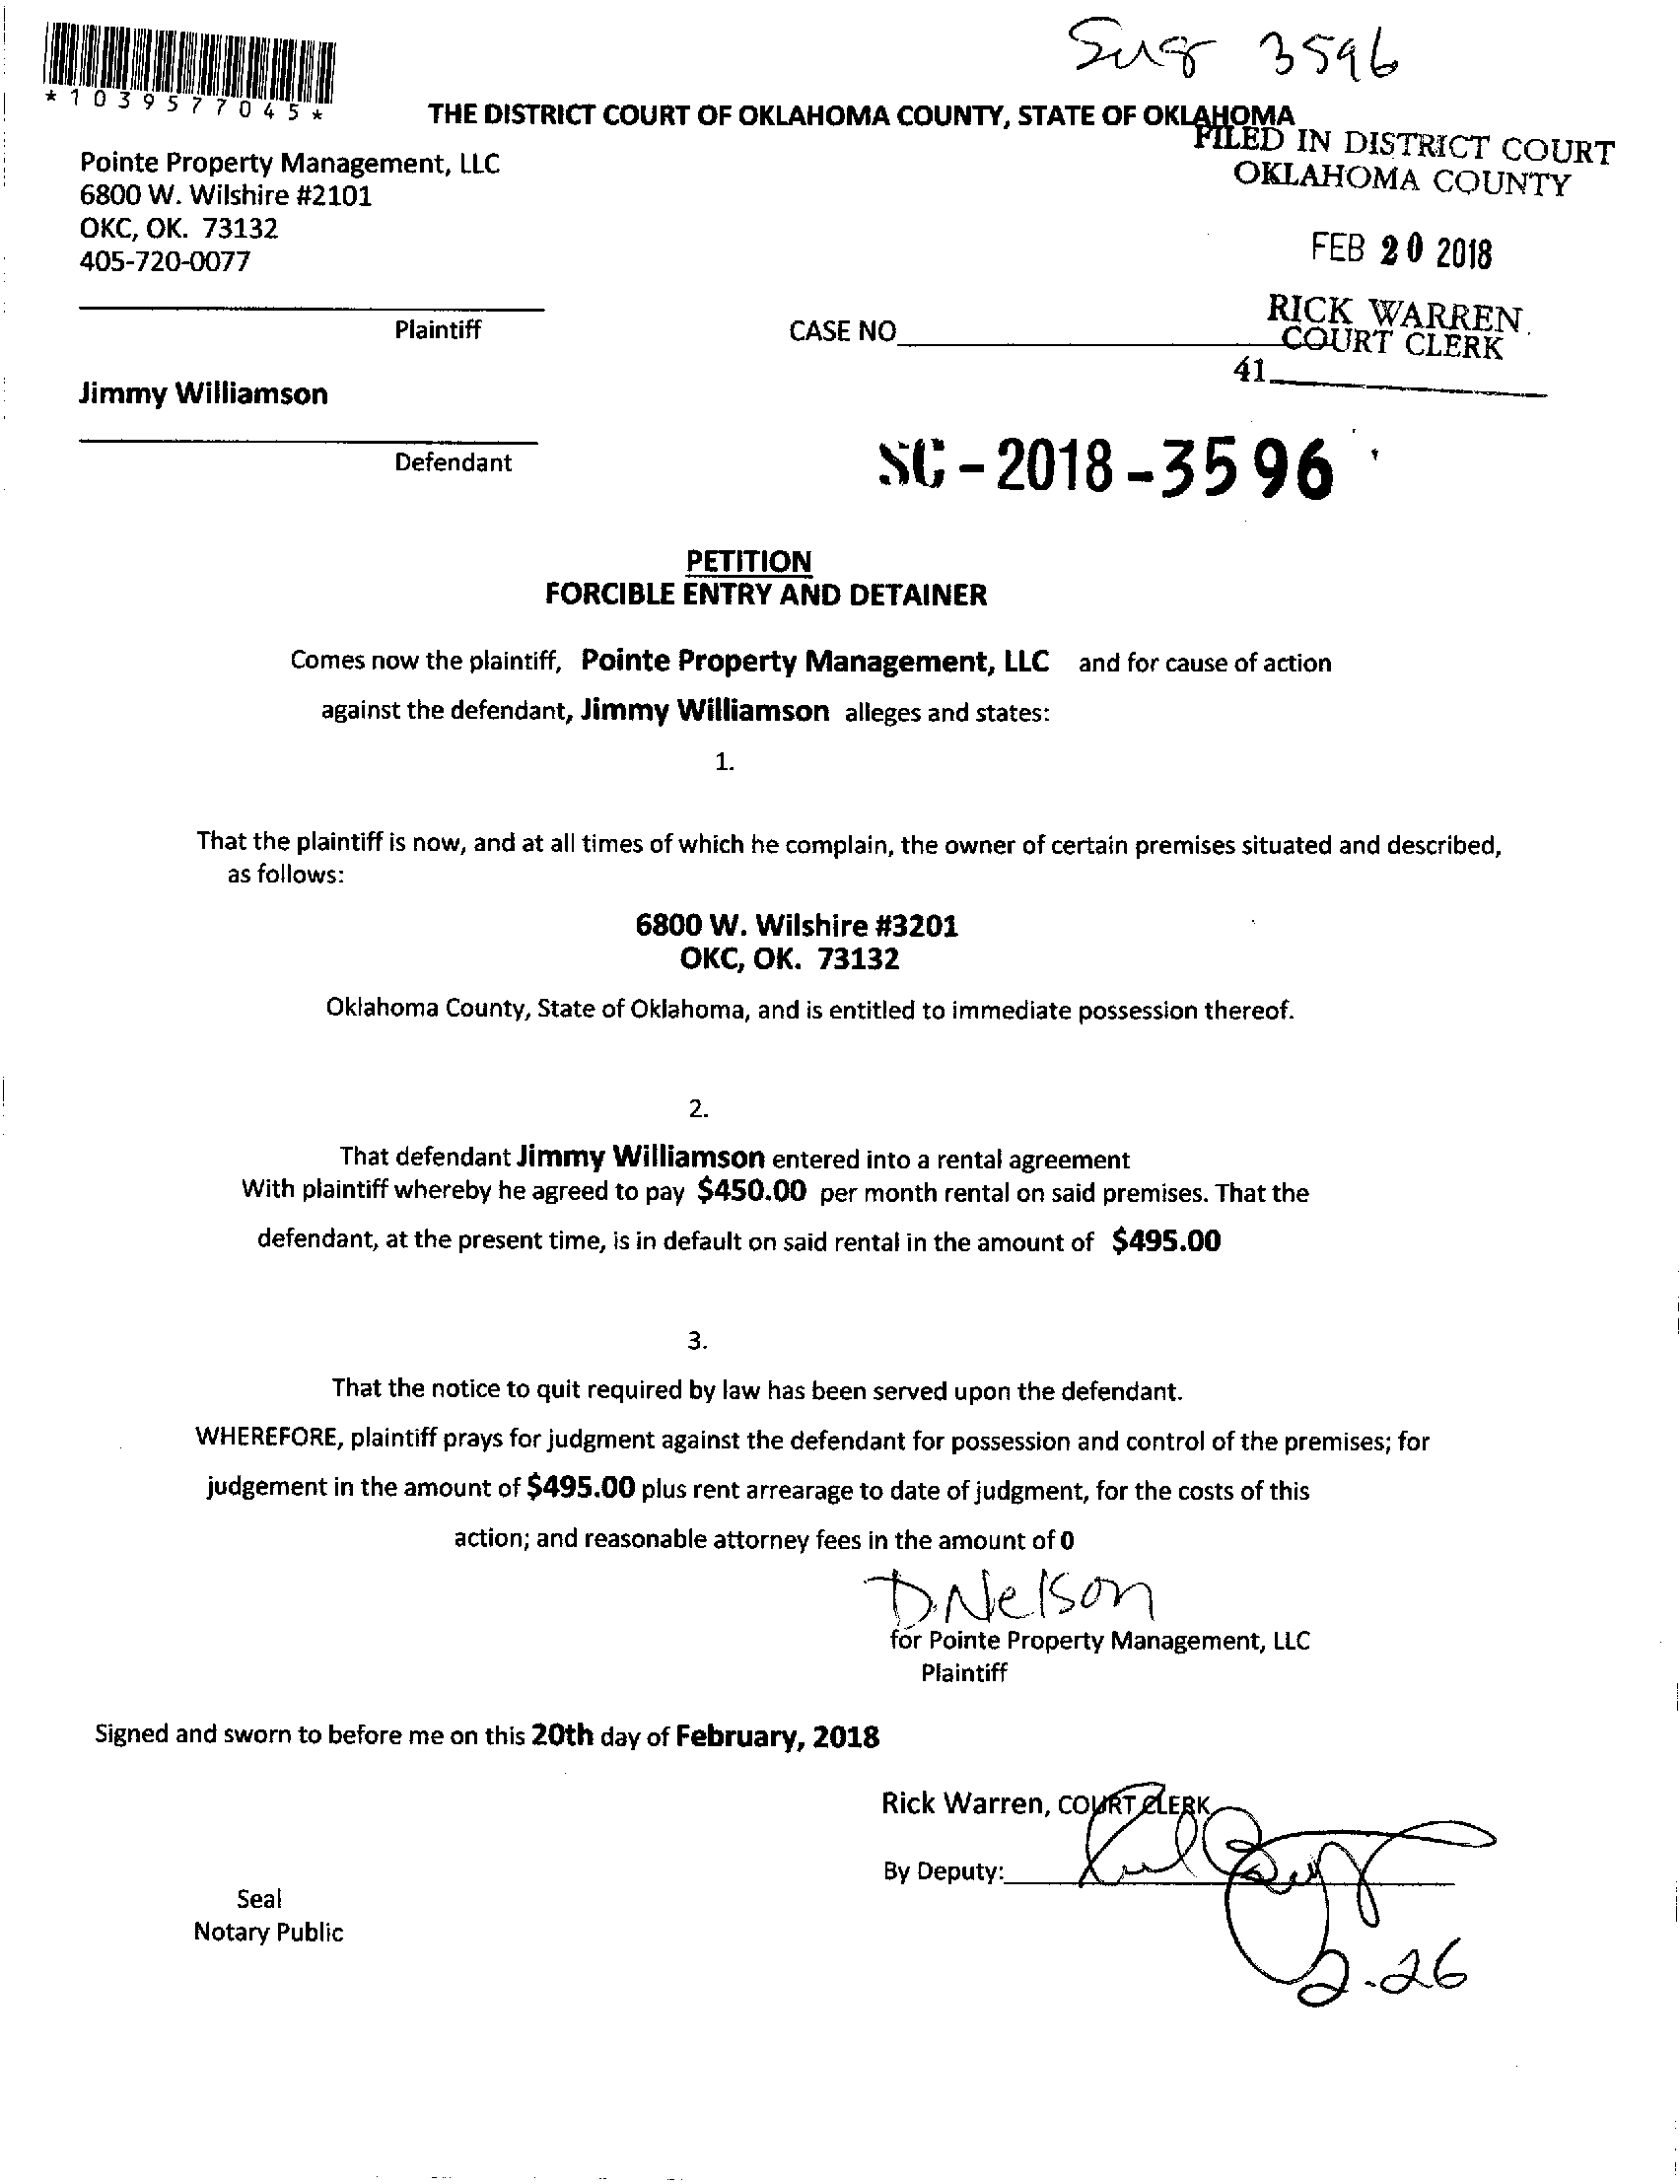 3596
*1039577045*
THE DISTRICT COURT OF OKLAHOMA COUNTY, STATE OF OKLAHOMA
FILED IN DISTRICT COURT
OKLAHOMA COUNTY
Pointe Property Management, LLC
6800 W. Wilshire #2101
OKC, OK. 73132
405-720-0077
FEB 20 2018
RICK WARREN
COURT CLERK
41
Plaintiff
CASE NO
Jimmy Williamson
Defendant
SC-2018-3596
PETITION
FORCIBLE ENTRY AND DETAINER
Comes now the plaintiff, Pointe Property Management, LLC and for cause of action
against the defendant, Jimmy Williamson alleges and states:
1.
That the plaintiff is now, and at all times of which he complain, the owner of certain premises situated and described,
as follows:
6800 W. Wilshire #3201
OKC, OK. 73132
Oklahoma County, State of Oklahoma, and is entitled to immediate possession thereof.
2.
That defendant Jimmy Williamson entered into a rental agreement
With plaintiff whereby he agreed to pay $450.00 per month rental on said premises. That the
defendant, at the present time, is in default on said rental in the amount of $495.00
3.
That the notice to quit required by law has been served upon the defendant.
WHEREFORE, plaintiff prays for judgment against the defendant for possession and control of the premises; for
judgement in the amount of $495.00 plus rent arrearage to date of judgment, for the costs of this
action; and reasonable attorney fees in the amount of 0
D. Nelson
for Pointe Property Management, LLC
Plaintiff
Signed and sworn to before me on this 20th day of February, 2018
Rick Warren, COURT CLERK
By Deputy:
Seal
Notary Public
2-26